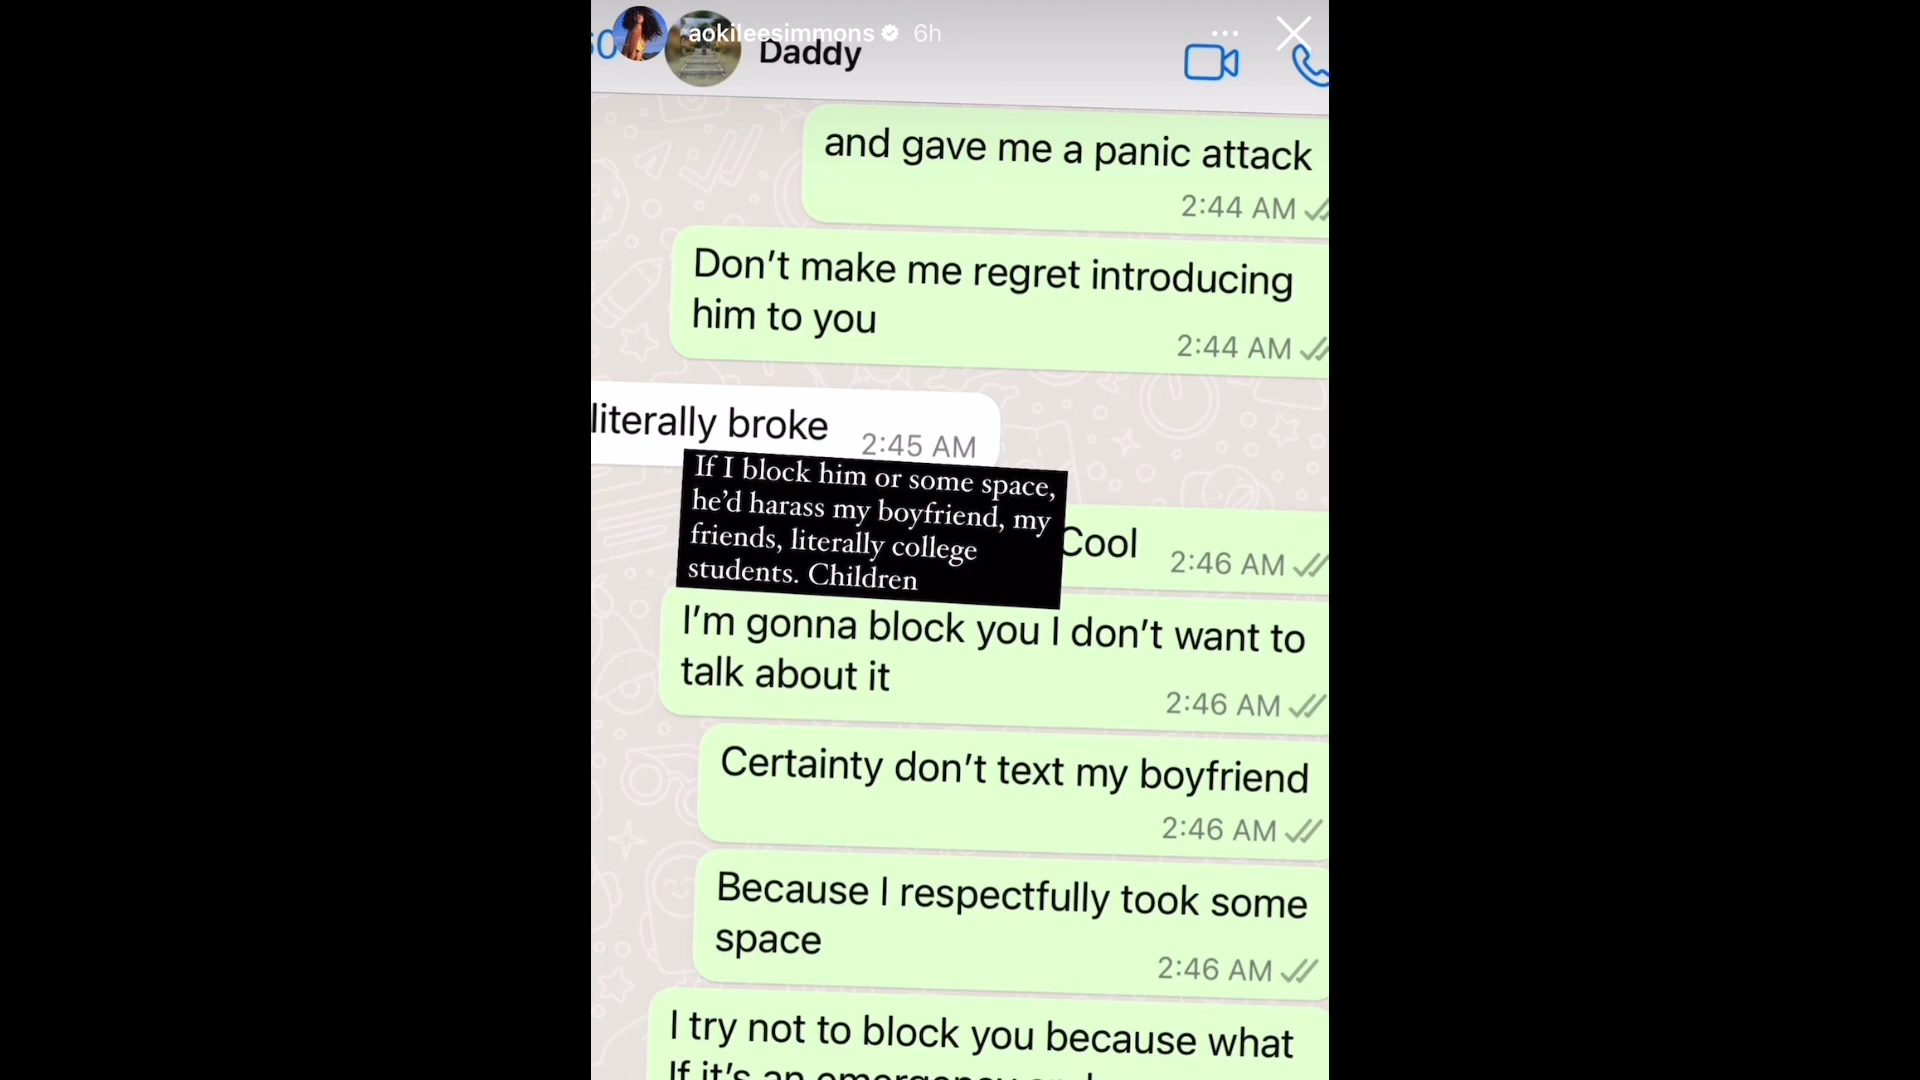 aokileesimmons 6h
Daddy
and gave me a panic attack
2:44 AM
Don't make me regret introducing
him to you
2:44 AM
literally broke 2:45 AM
If I block him or some space,
he'd harass my boyfriend, my
friends, literally college
students. Children
Cool 2:46 AM
I'm gonna block you I don't want to
talk about it
2:46 AM
Certainty don't text my boyfriend
2:46 AM
Because I respectfully took some
space
2:46 AM
I try not to block you because what
If it's an emergency